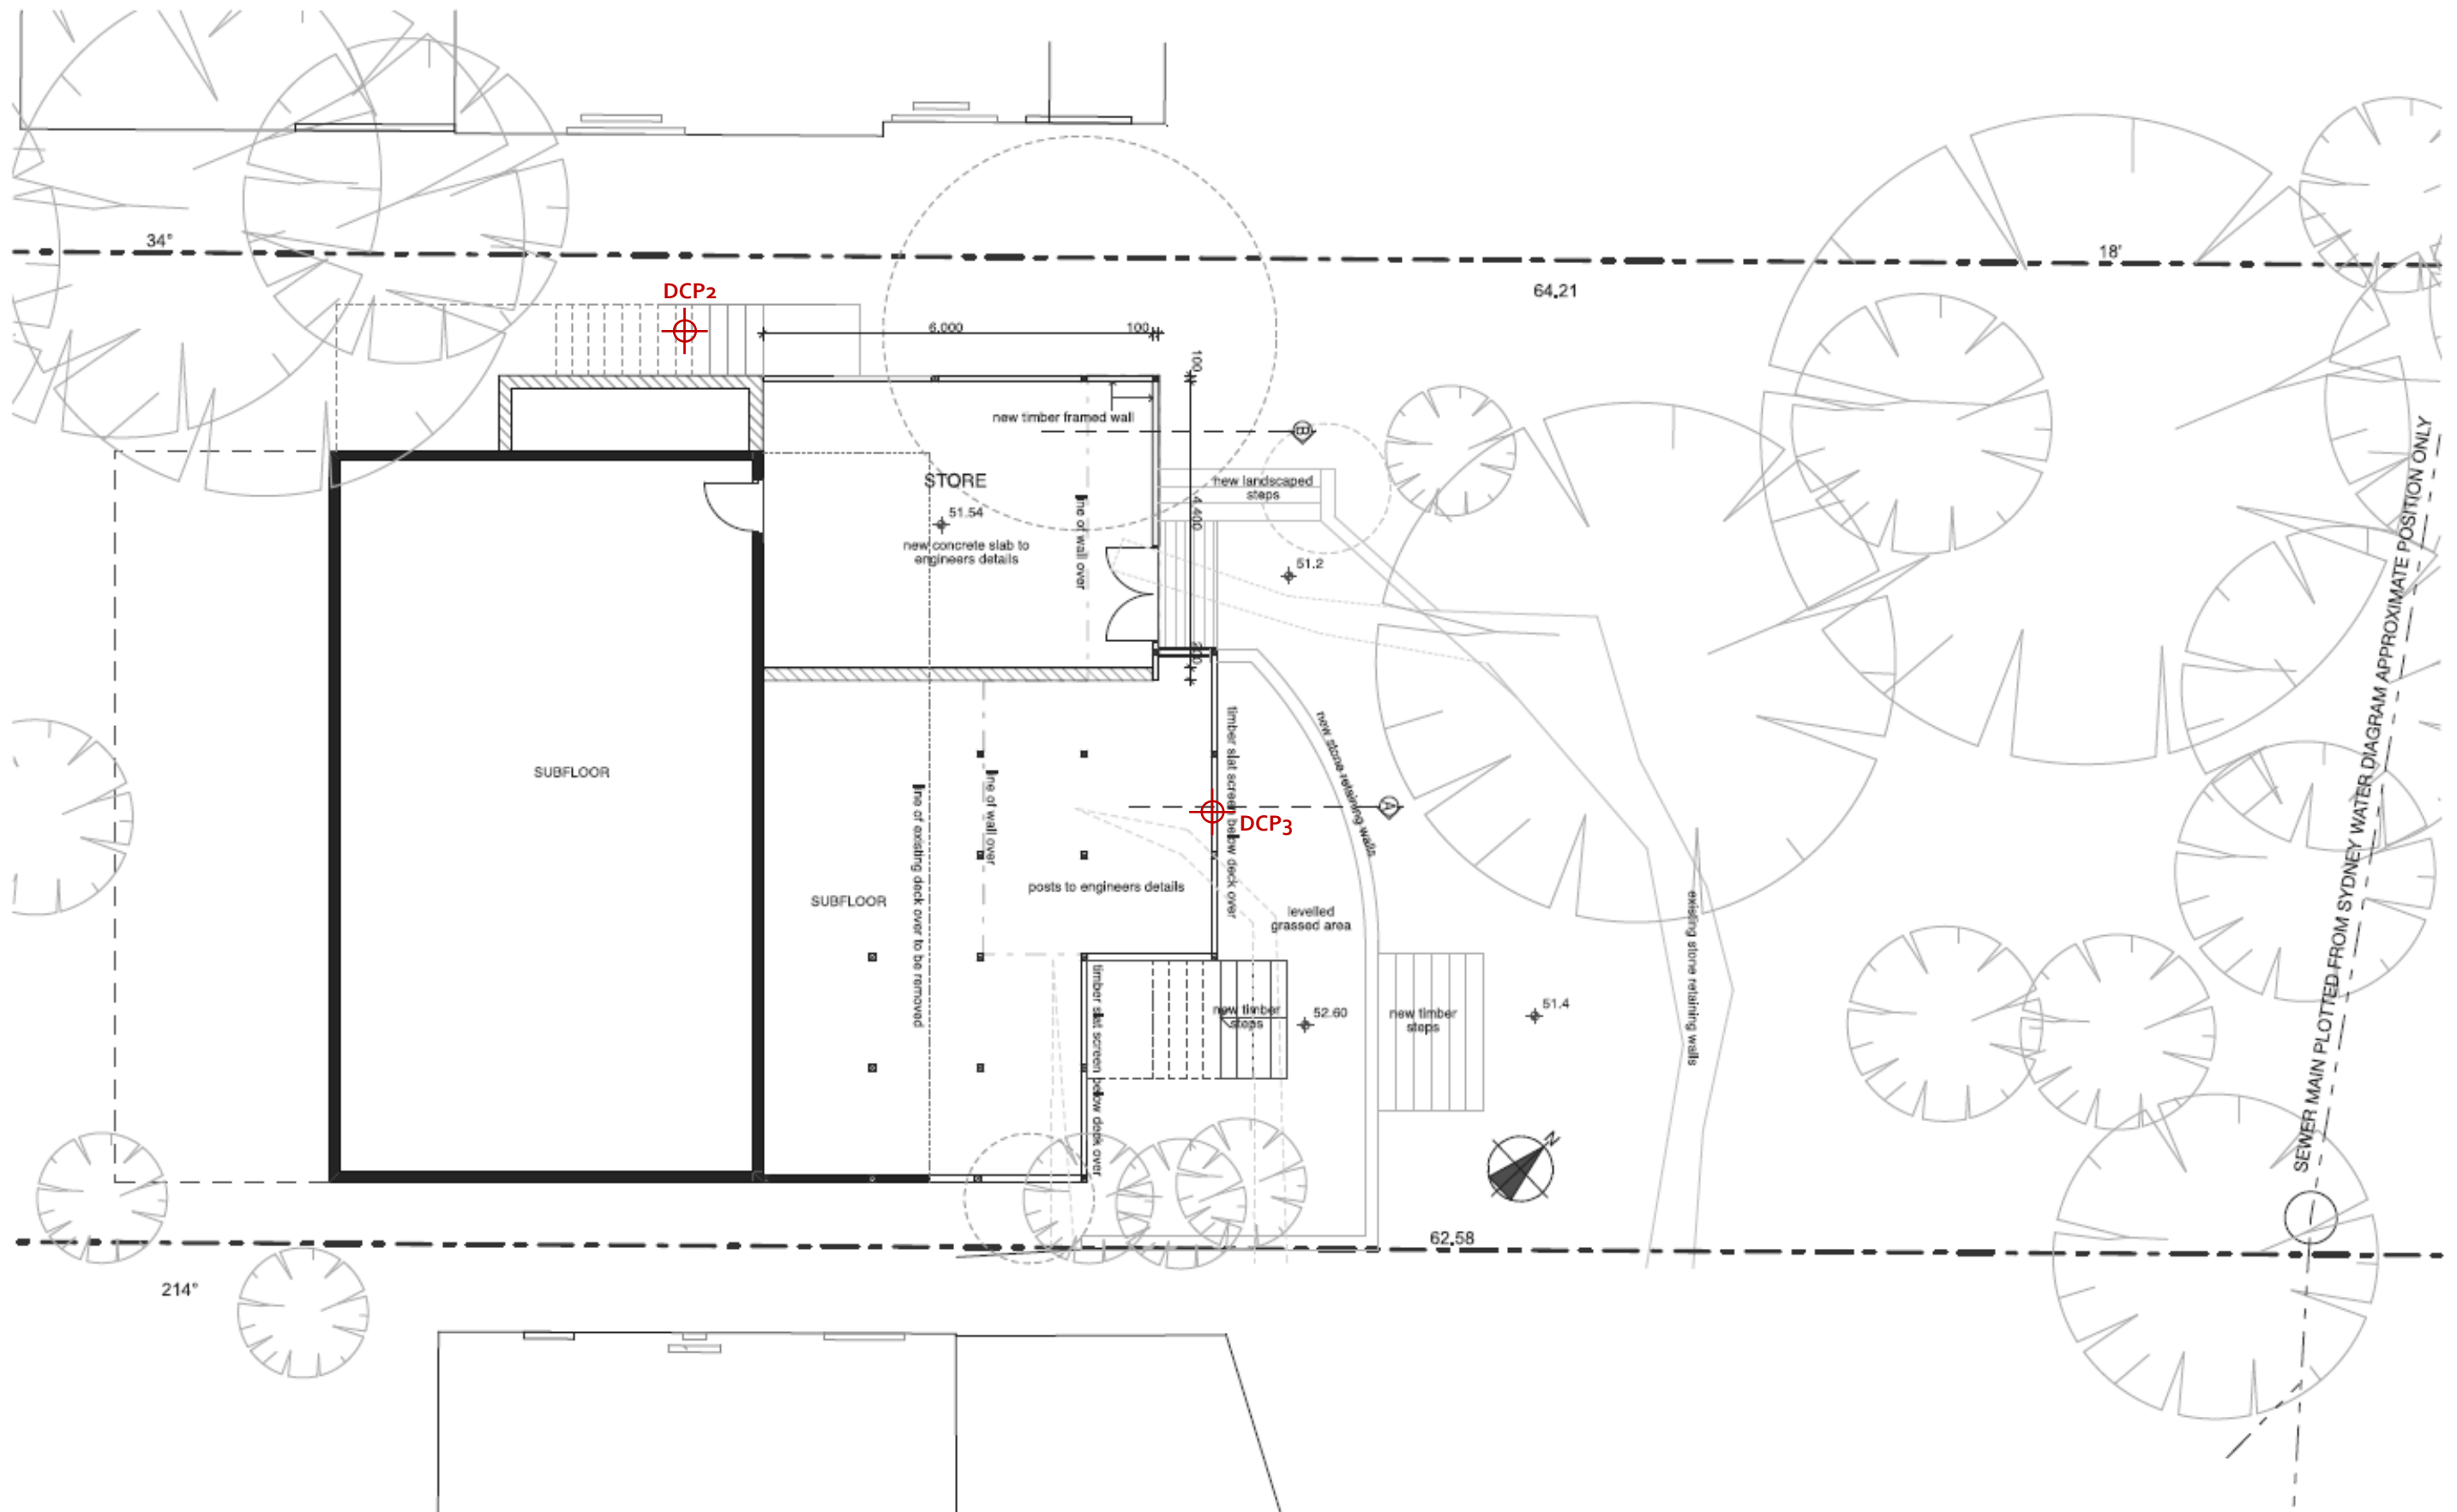 34°
18'
64.21
DCP2
6,000
100
100
new timber framed wall
B
STORE
51.54
new concrete slab to
engineers details
line of wall over
new landscaped
steps
4,400
51.2
SUBFLOOR
line of existing deck over to be removed
line of wall over
timber slat screen below deck over
new stone retaining walls
A
DCP3
SUBFLOOR
posts to engineers details
levelled
grassed area
existing stone retaining walls
timber slat screen below deck over
new timber
steps
52.60
new timber
steps
51.4
N
SEWER MAIN PLOTTED FROM SYDNEY WATER DIAGRAM APPROXIMATE POSITION ONLY
62.58
214°